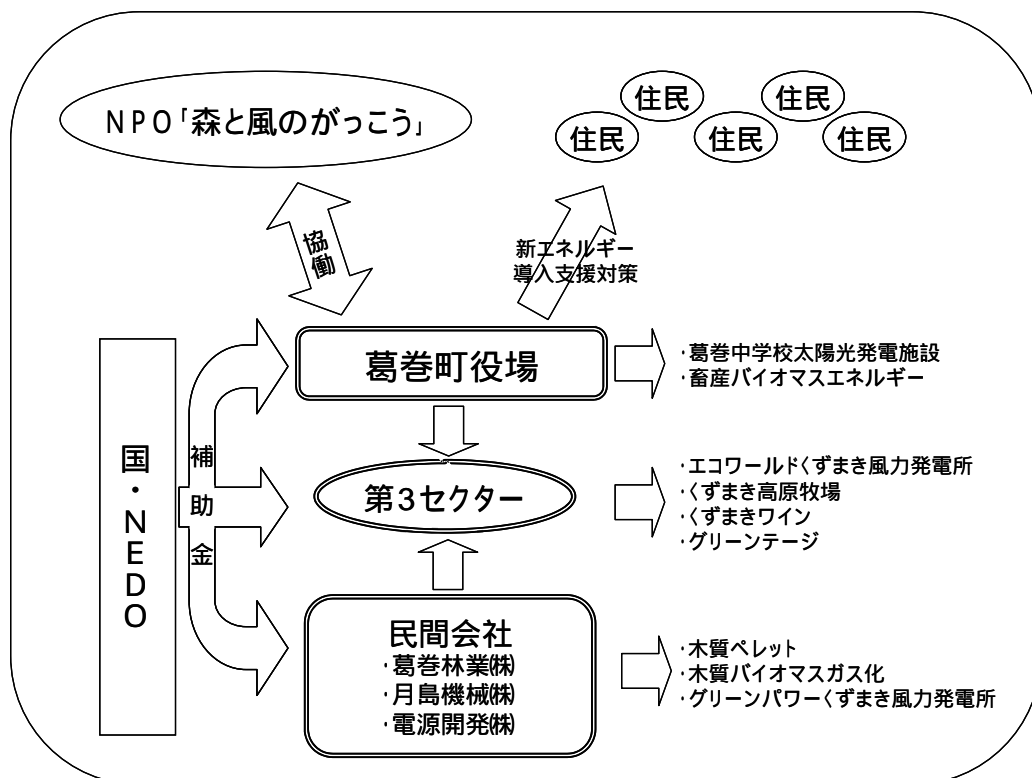 NPO「森と風のがっこう」
住民
住民
住民
住民
住民
協働
新エネルギー
導入支援対策
国・NEDO
補助金
葛巻町役場
・葛巻中学校太陽光発電施設
・畜産バイオマスエネルギー
第3セクター
・エコワールドくずまき風力発電所
・くずまき高原牧場
・くずまきワイン
・グリーンテージ
民間会社
・葛巻林業㈱
・月島機械㈱
・電源開発㈱
・木質ペレット
・木質バイオマスガス化
・グリーンパワーくずまき風力発電所